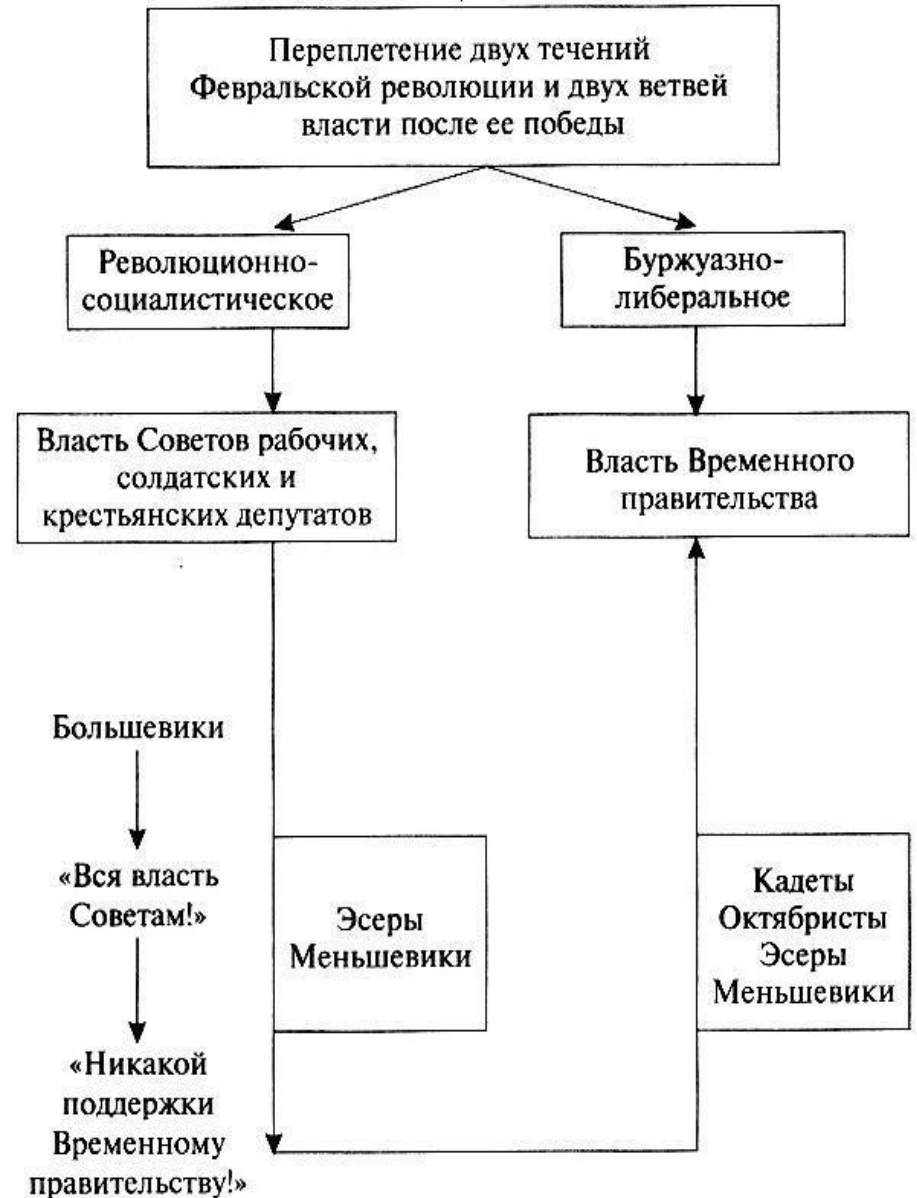 Переплетение двух течений
Февральской революции и двух ветвей
власти после ее победы
Революционно-
социалистическое
Буржуазно-
либеральное
Власть Советов рабочих,
солдатских и
крестьянских депутатов
Власть Временного
правительства
Большевики
«Вся власть
Советам!»
«Никакой
поддержки
Временному
правительству!»
Эсеры
Меньшевики
Кадеты
Октябристы
Эсеры
Меньшевики